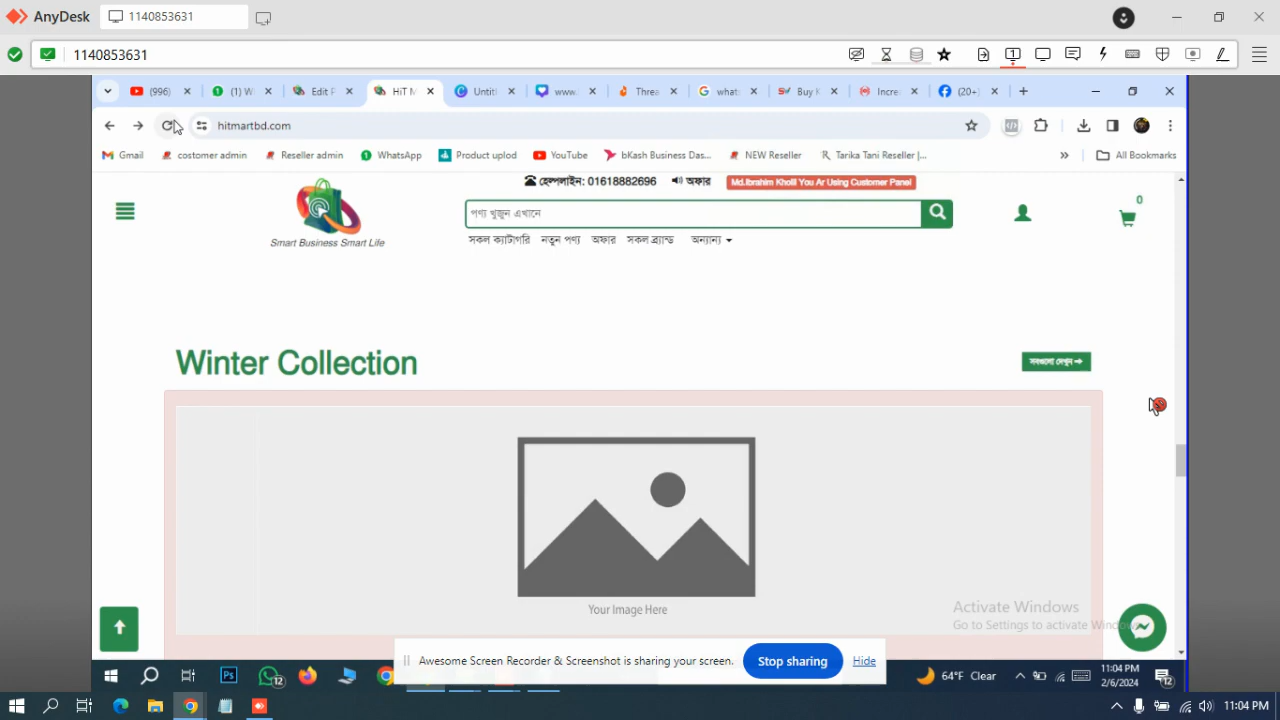 AnyDesk
1140853631
1140853631
1
(996)
(1) W
Edit P
HiT M
Untitl
www.
Threa
what
Buy K
Incre
(20+)
hitmartbd.com
Gmail
costomer admin
Reseller admin
WhatsApp
Product uplod
YouTube
bKash Business Das...
NEW Reseller
Tarika Tani Reseller |...
»
All Bookmarks
হেল্পলাইন: 01618882696
অফার
Md.Ibrahim Kholil You Ar Using Customer Panel
Smart Business Smart Life
পণ্য খুজুন এখানে
0
সকল ক্যাটাগরি নতুন পণ্য অফার সকল ব্র্যান্ড অন্যান্য
Winter Collection
সবগুলো দেখুন
Your Image Here
Activate Windows
Go to Settings to activate Windows.
Awesome Screen Recorder & Screenshot is sharing your screen.
Stop sharing
Hide
Ps
64°F Clear
11:04 PM
2/6/2024
11:04 PM